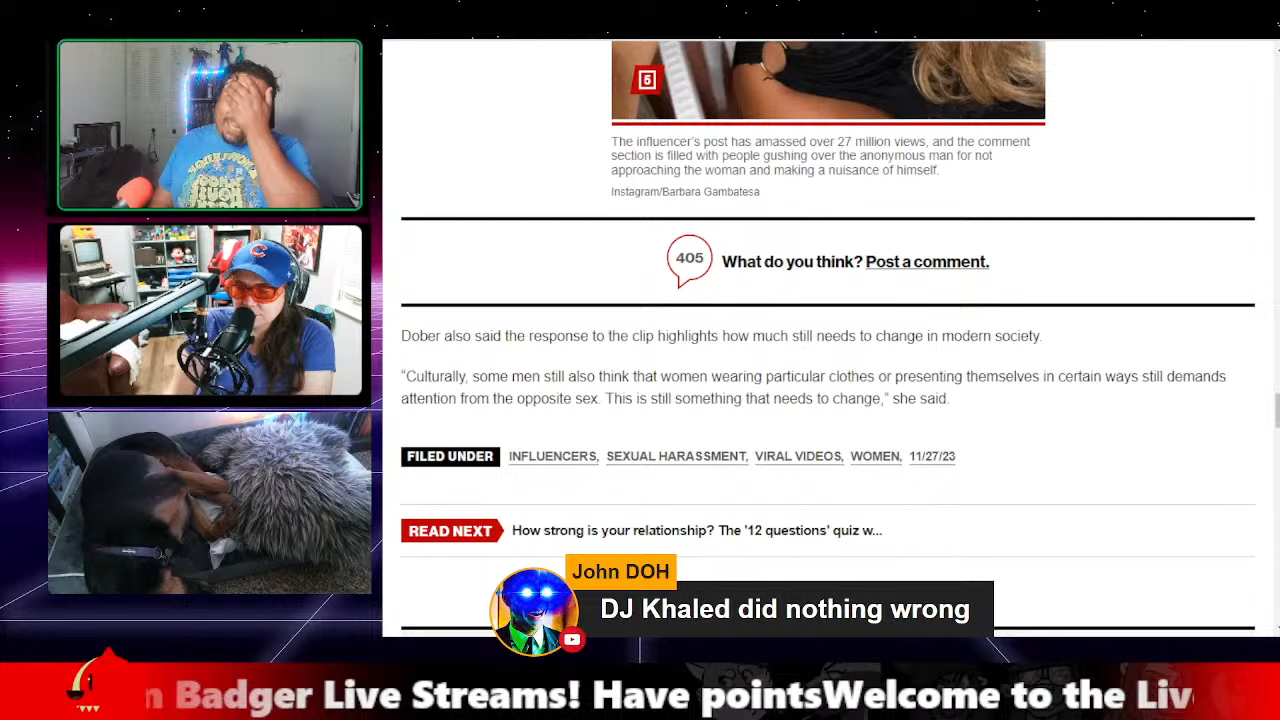 5
The influencer's post has amassed over 27 million views, and the comment
section is filled with people gushing over the anonymous man for not
approaching the woman and making a nuisance of himself.
Instagram/Barbara Gambatesa
405
What do you think? Post a comment.
Dober also said the response to the clip highlights how much still needs to change in modern society.
“Culturally, some men still also think that women wearing particular clothes or presenting themselves in certain ways still demands
attention from the opposite sex. This is still something that needs to change,” she said.
FILED UNDER INFLUENCERS, SEXUAL HARASSMENT, VIRAL VIDEOS, WOMEN, 11/27/23
READ NEXT How strong is your relationship? The '12 questions' quiz w...
John DOH
DJ Khaled did nothing wrong
n Badger Live Streams! Have pointsWelcome to the Liv